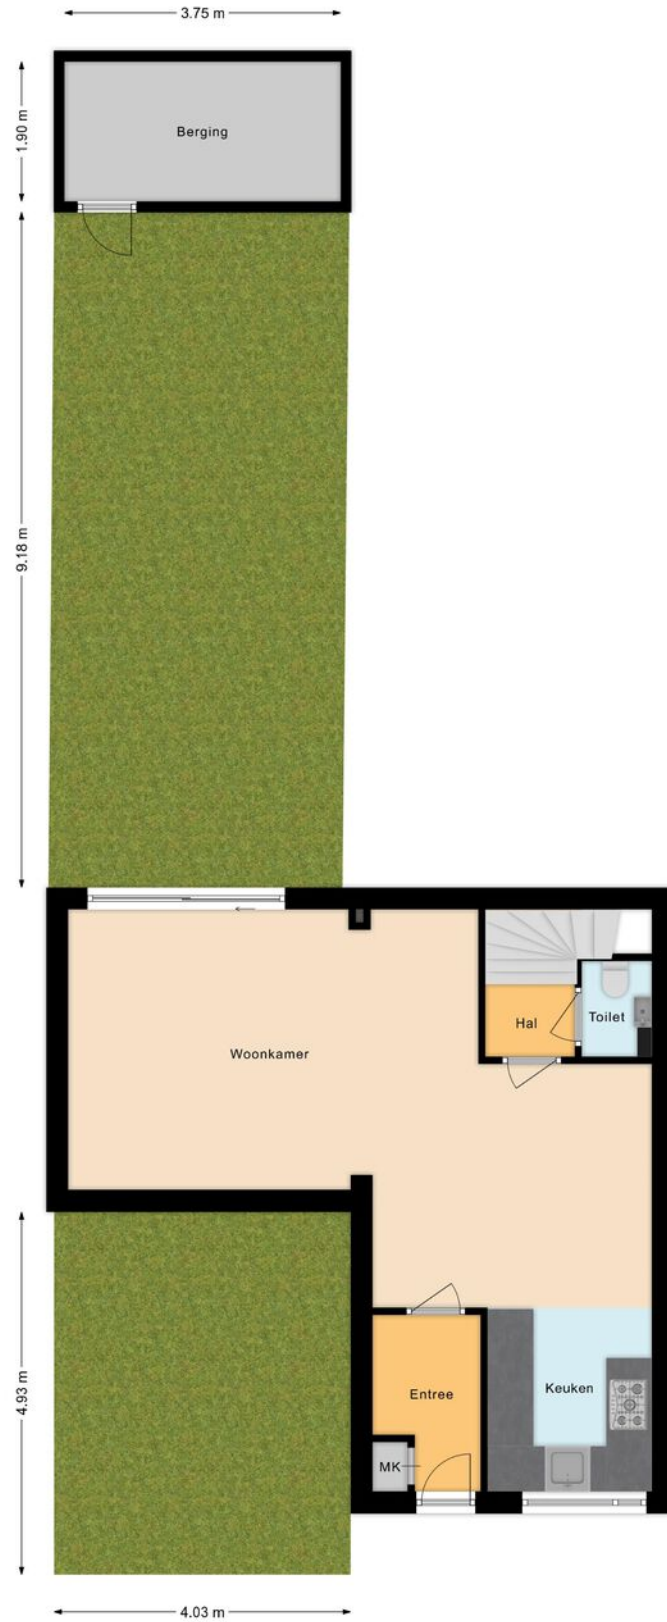 3.75 m
1.90 m
Berging
9.18 m
Woonkamer
Hal
Toilet
4.93 m
Entree
Keuken
MK
4.03 m